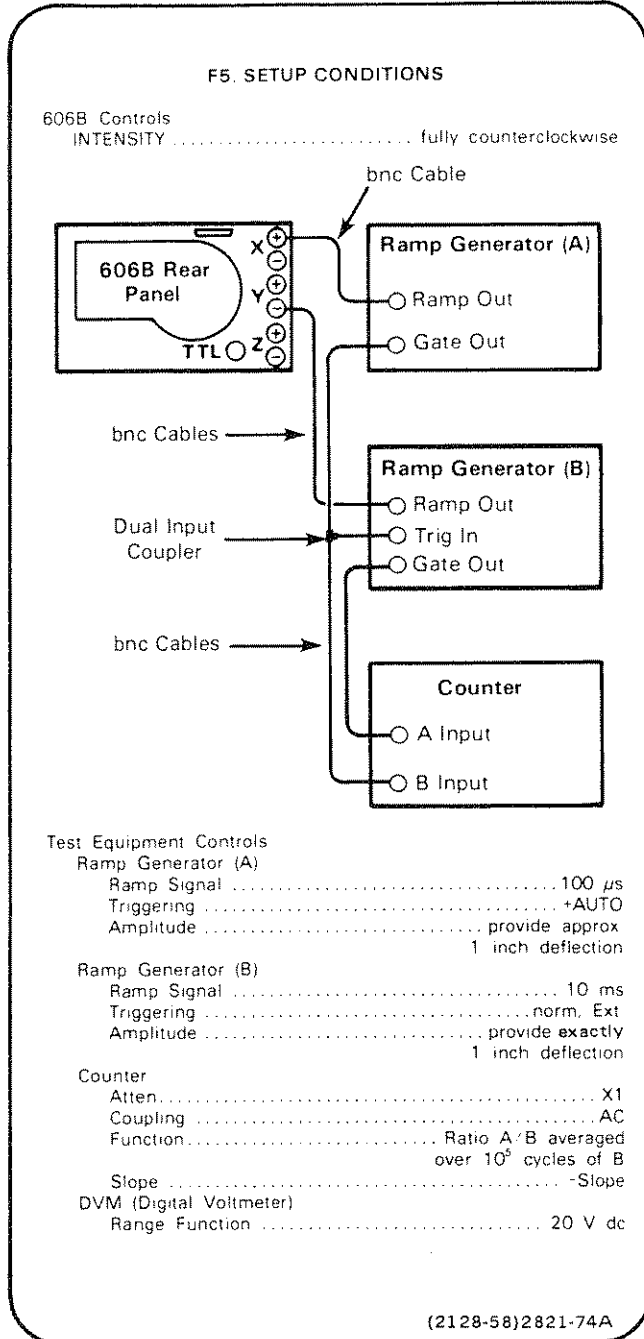 F5. SETUP CONDITIONS
606B Controls
INTENSITY ......................... fully counterclockwise
bnc Cable
606B Rear
Panel
X
+
−
Y
+
−
Z
+
−
TTL
Ramp Generator (A)
Ramp Out
Gate Out
bnc Cables
Ramp Generator (B)
Ramp Out
Trig In
Gate Out
Dual Input
Coupler
bnc Cables
Counter
A Input
B Input
Test Equipment Controls
Ramp Generator (A)
Ramp Signal .................................. 100 µs
Triggering .................................... +AUTO
Amplitude ............................ provide approx
1 inch deflection
Ramp Generator (B)
Ramp Signal .................................. 10 ms
Triggering ................................ norm, Ext
Amplitude ............................ provide exactly
1 inch deflection
Counter
Atten ............................................... X1
Coupling .......................................... AC
Function ......................... Ratio A/B averaged
over 10⁵ cycles of B
Slope ......................................... -Slope
DVM (Digital Voltmeter)
Range Function ............................. 20 V dc
(2128-58)2821-74A